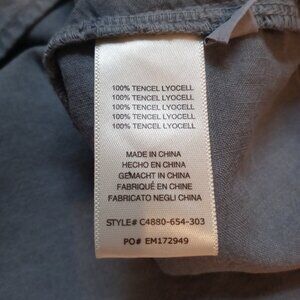 100% TENCEL LYOCELL
100% TENCEL LYOCELL
100% TENCEL LYOCELL
100% TENCEL LYOCELL
100% TENCEL LYOCELL
MADE IN CHINA
HECHO EN CHINA
GEMACHT IN CHINA
FABRIQUÉ EN CHINE
FABRICATO NEGLI CHINA
STYLE# C4880-654-303
PO# EM172949